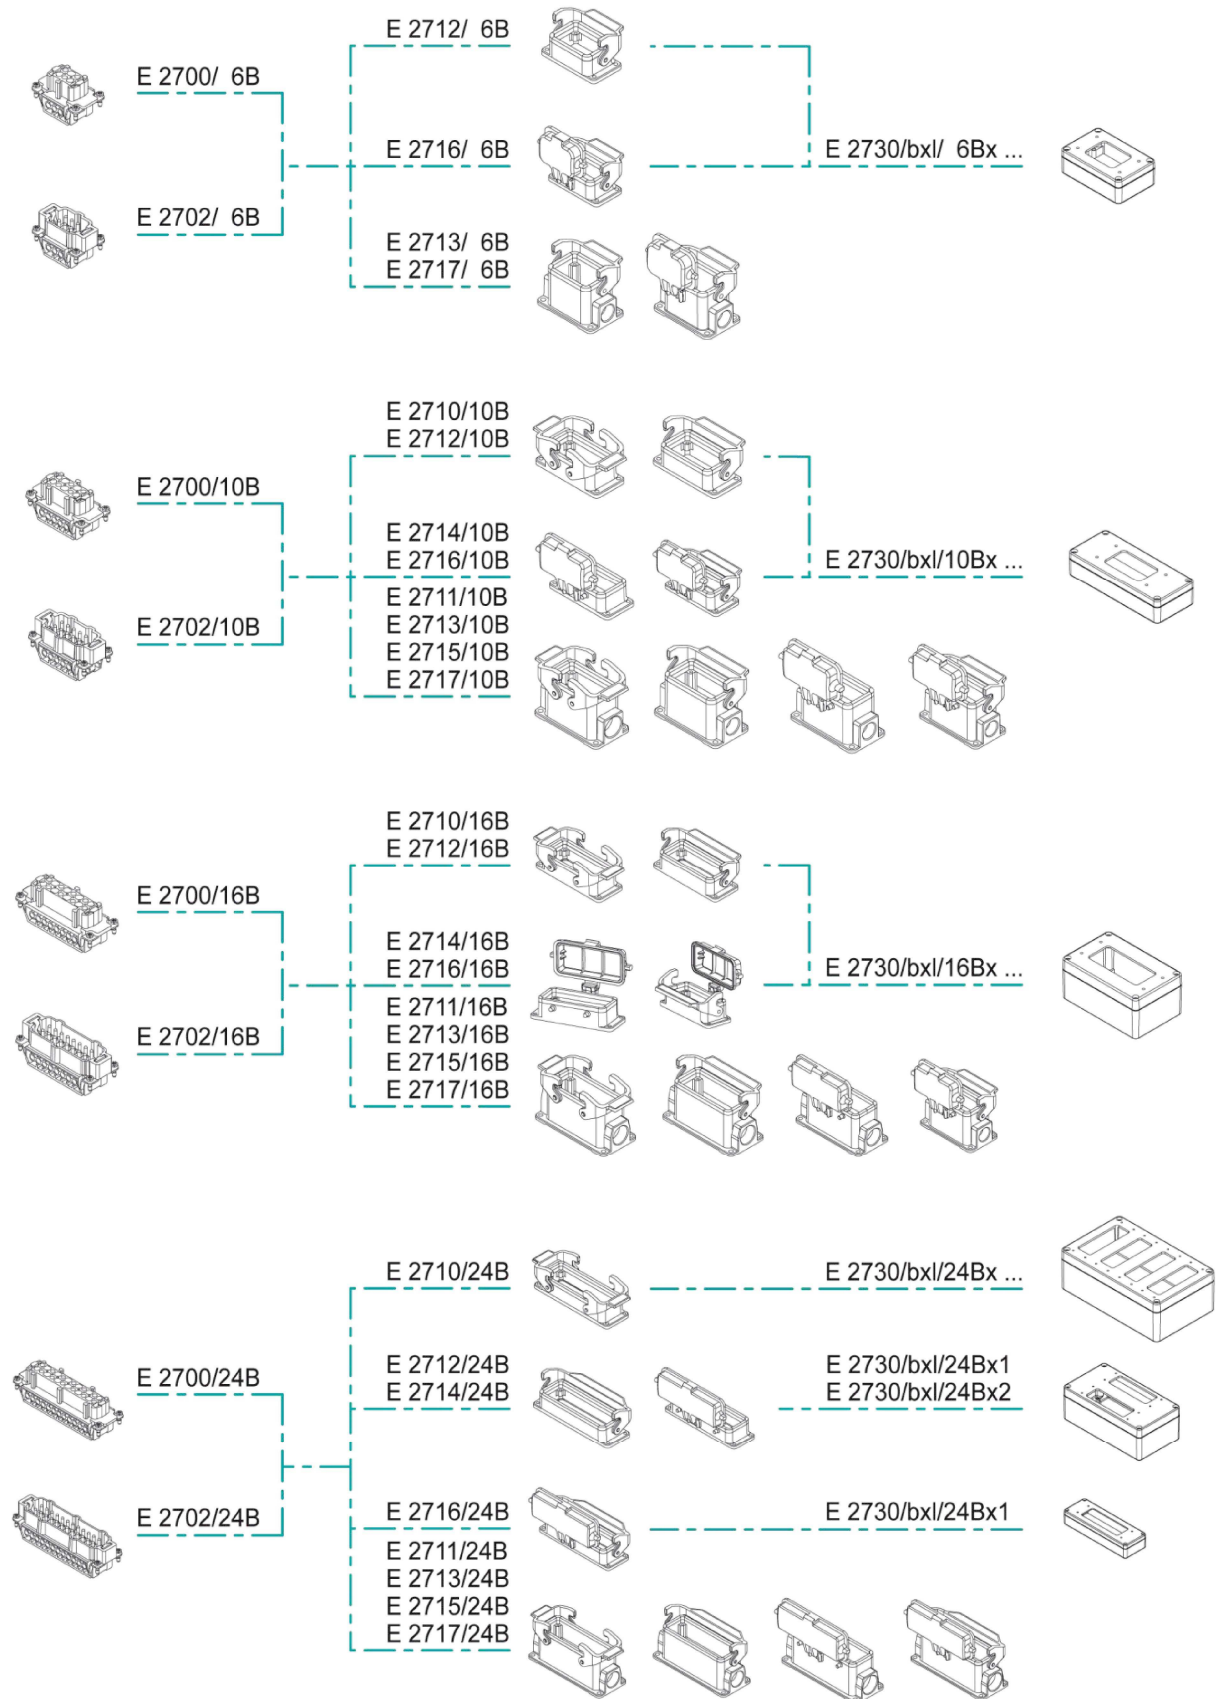 E 2712/ 6B
E 2700/ 6B
E 2716/ 6B
E 2730/bxl/ 6Bx ...
E 2702/ 6B
E 2713/ 6B
E 2717/ 6B
E 2710/10B
E 2712/10B
E 2700/10B
E 2714/10B
E 2716/10B
E 2730/bxl/10Bx ...
E 2711/10B
E 2713/10B
E 2702/10B
E 2715/10B
E 2717/10B
E 2710/16B
E 2712/16B
E 2700/16B
E 2714/16B
E 2716/16B
E 2730/bxl/16Bx ...
E 2711/16B
E 2713/16B
E 2702/16B
E 2715/16B
E 2717/16B
E 2710/24B
E 2730/bxl/24Bx ...
E 2712/24B
E 2730/bxl/24Bx1
E 2700/24B
E 2714/24B
E 2730/bxl/24Bx2
E 2716/24B
E 2730/bxl/24Bx1
E 2702/24B
E 2711/24B
E 2713/24B
E 2715/24B
E 2717/24B